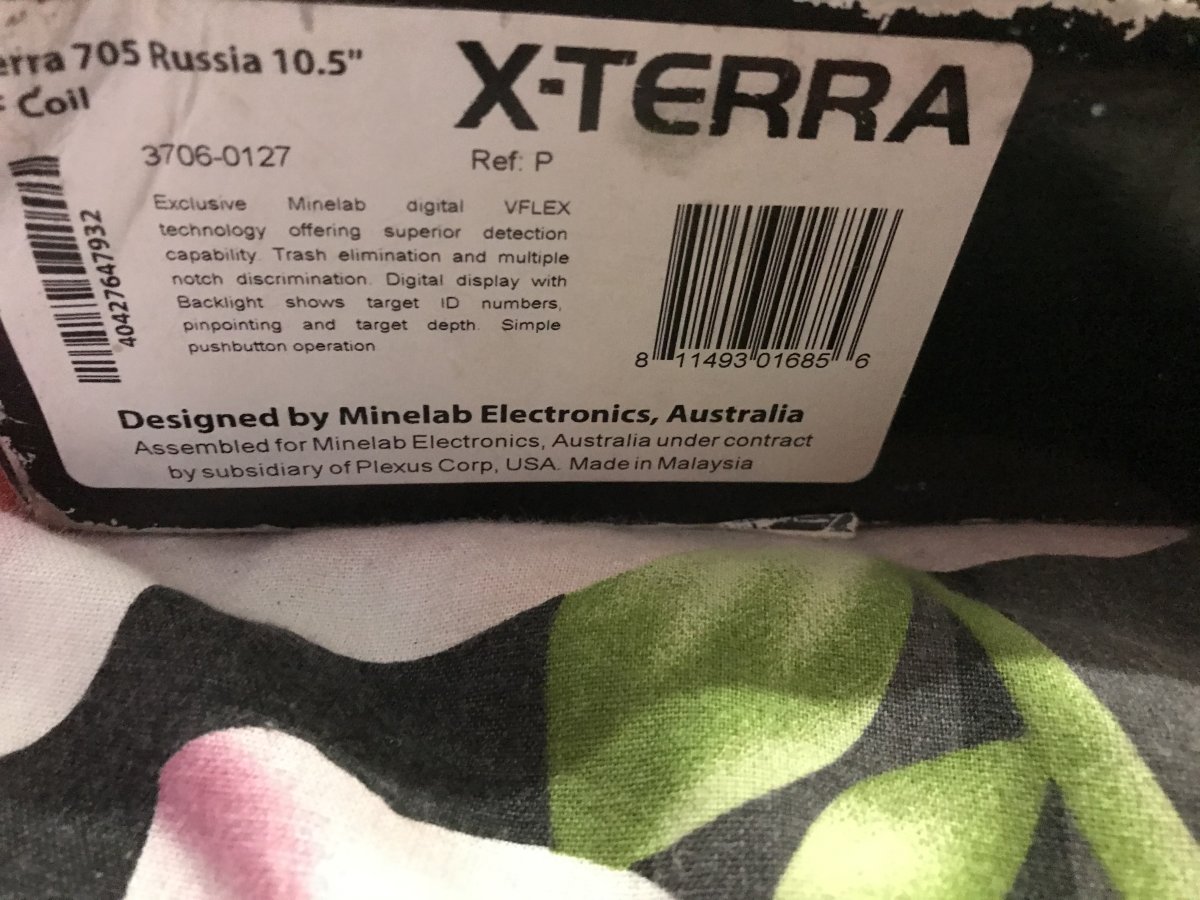 erra 705 Russia 10.5"
Coil
X-TERRA
3706-0127
Ref: P
Exclusive Minelab digital VFLEX
technology offering superior detection
capability. Trash elimination and multiple
notch discrimination. Digital display with
Backlight shows target ID numbers,
pinpointing and target depth. Simple
pushbutton operation
40427647932
8 11493 01685 6
Designed by Minelab Electronics, Australia
Assembled for Minelab Electronics, Australia under contract
by subsidiary of Plexus Corp, USA. Made in Malaysia